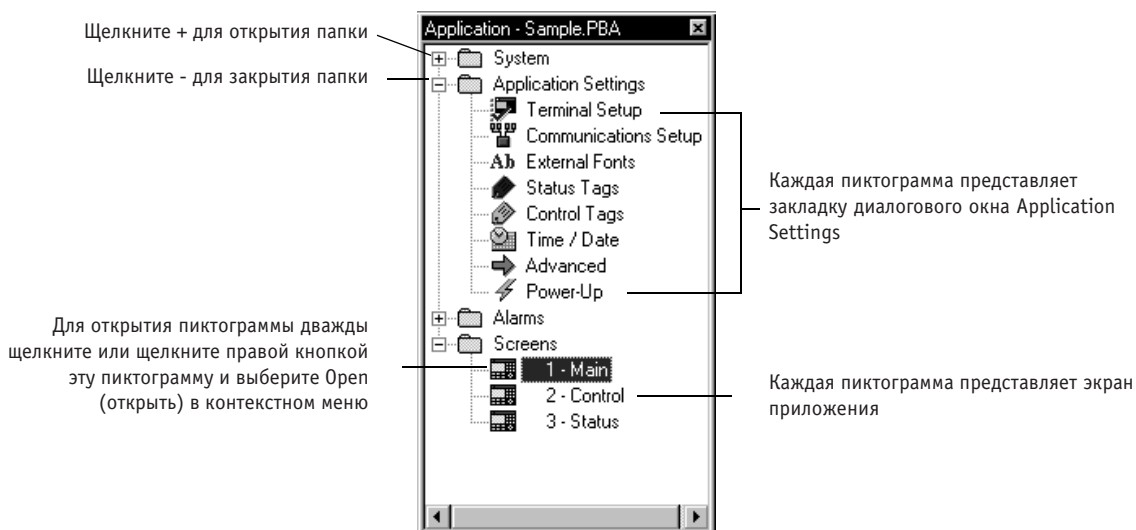 Щелкните + для открытия папки
Щелкните - для закрытия папки
Для открытия пиктограммы дважды
щелкните или щелкните правой кнопкой
эту пиктограмму и выберите Open
(открыть) в контекстном меню
Application - Sample.PBA
System
Application Settings
Terminal Setup
Communications Setup
Ab External Fonts
Status Tags
Control Tags
Time / Date
Advanced
Power-Up
Alarms
Screens
1 - Main
2 - Control
3 - Status
Каждая пиктограмма представляет
закладку диалогового окна Application
Settings
Каждая пиктограмма представляет экран
приложения